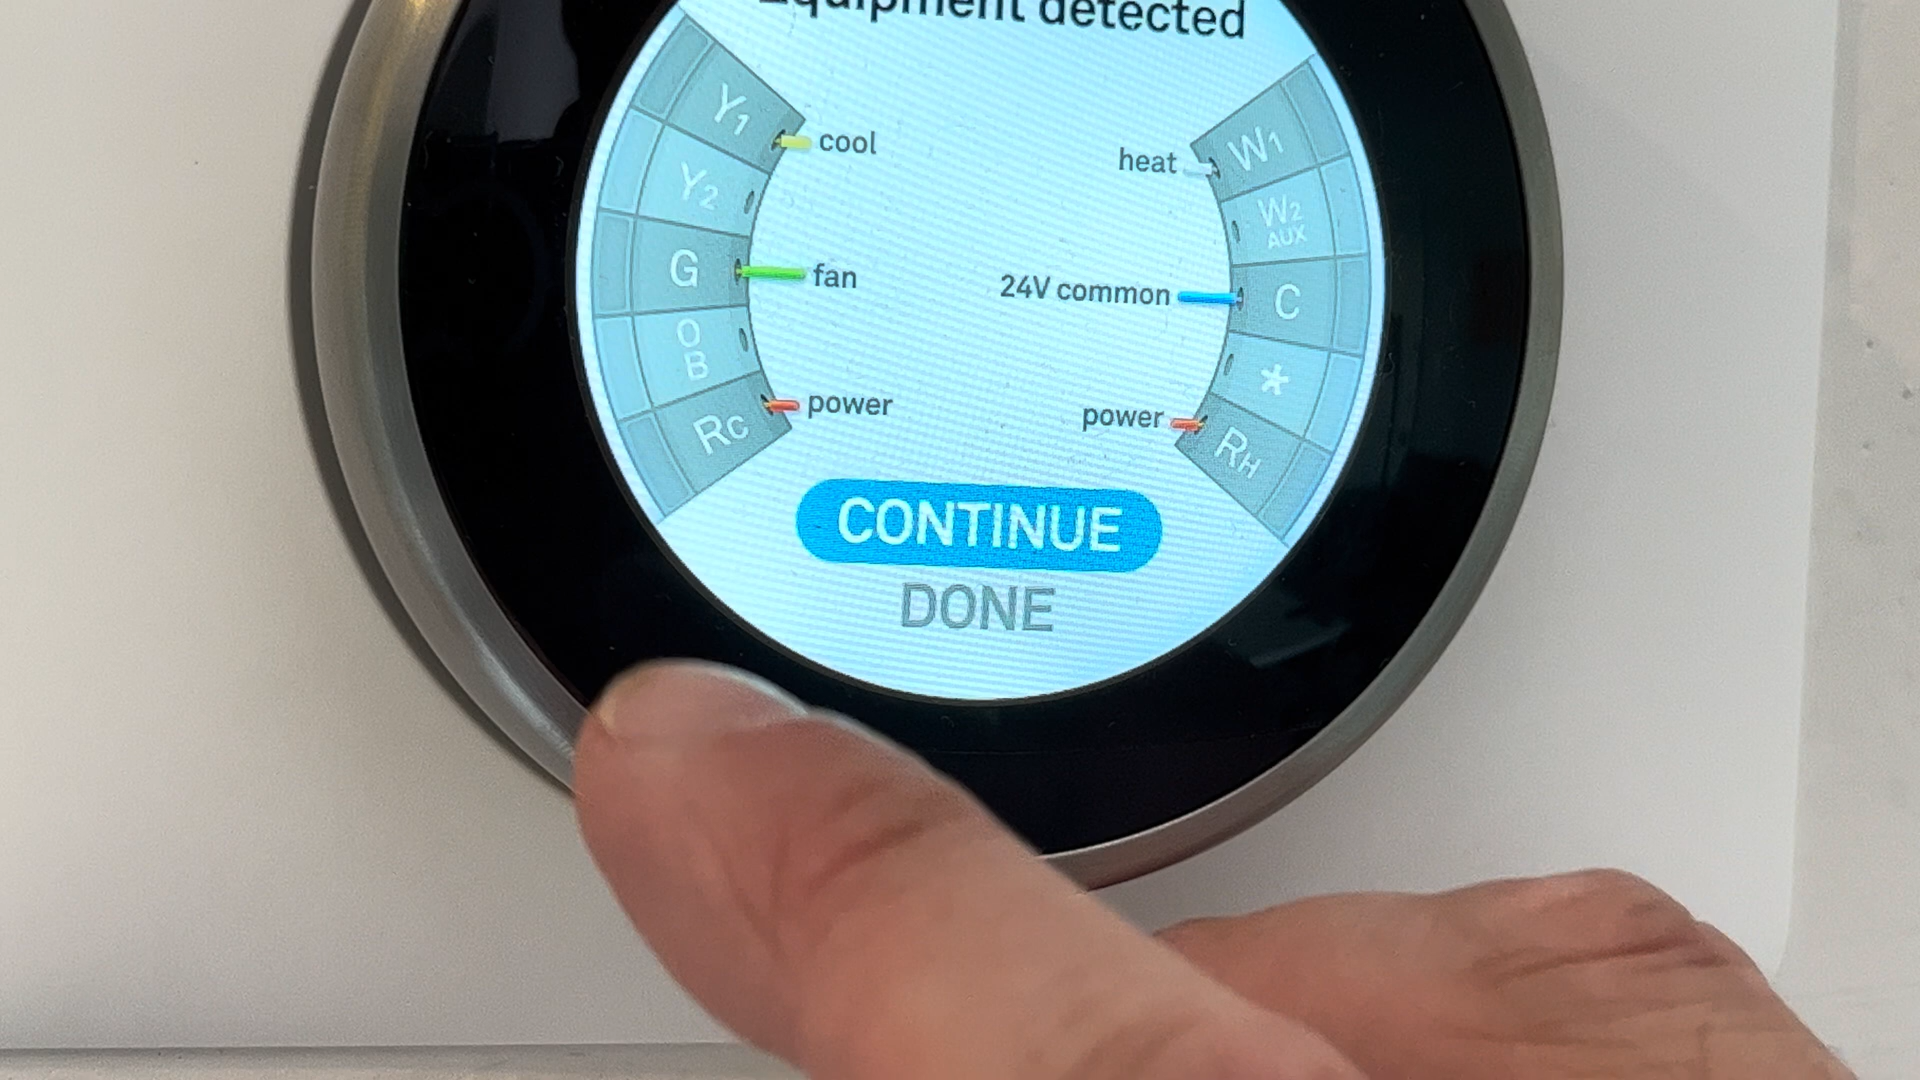 Equipment detected
Y1
cool
heat
W1
Y2
W2
AUX
G
fan
24V common
C
O
B
*
Rc
power
power
RH
CONTINUE
DONE